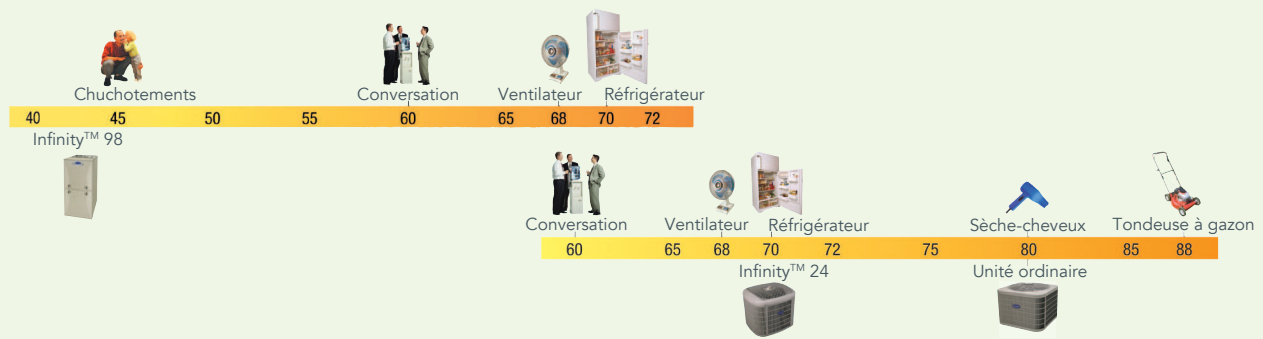 Chuchotements Conversation Ventilateur Réfrigérateur
40 45 50 55 60 65 68 70 72
Infinity™ 98
Conversation Ventilateur Réfrigérateur Sèche-cheveux Tondeuse à gazon
60 65 68 70 72 75 80 85 88
Infinity™ 24 Unité ordinaire